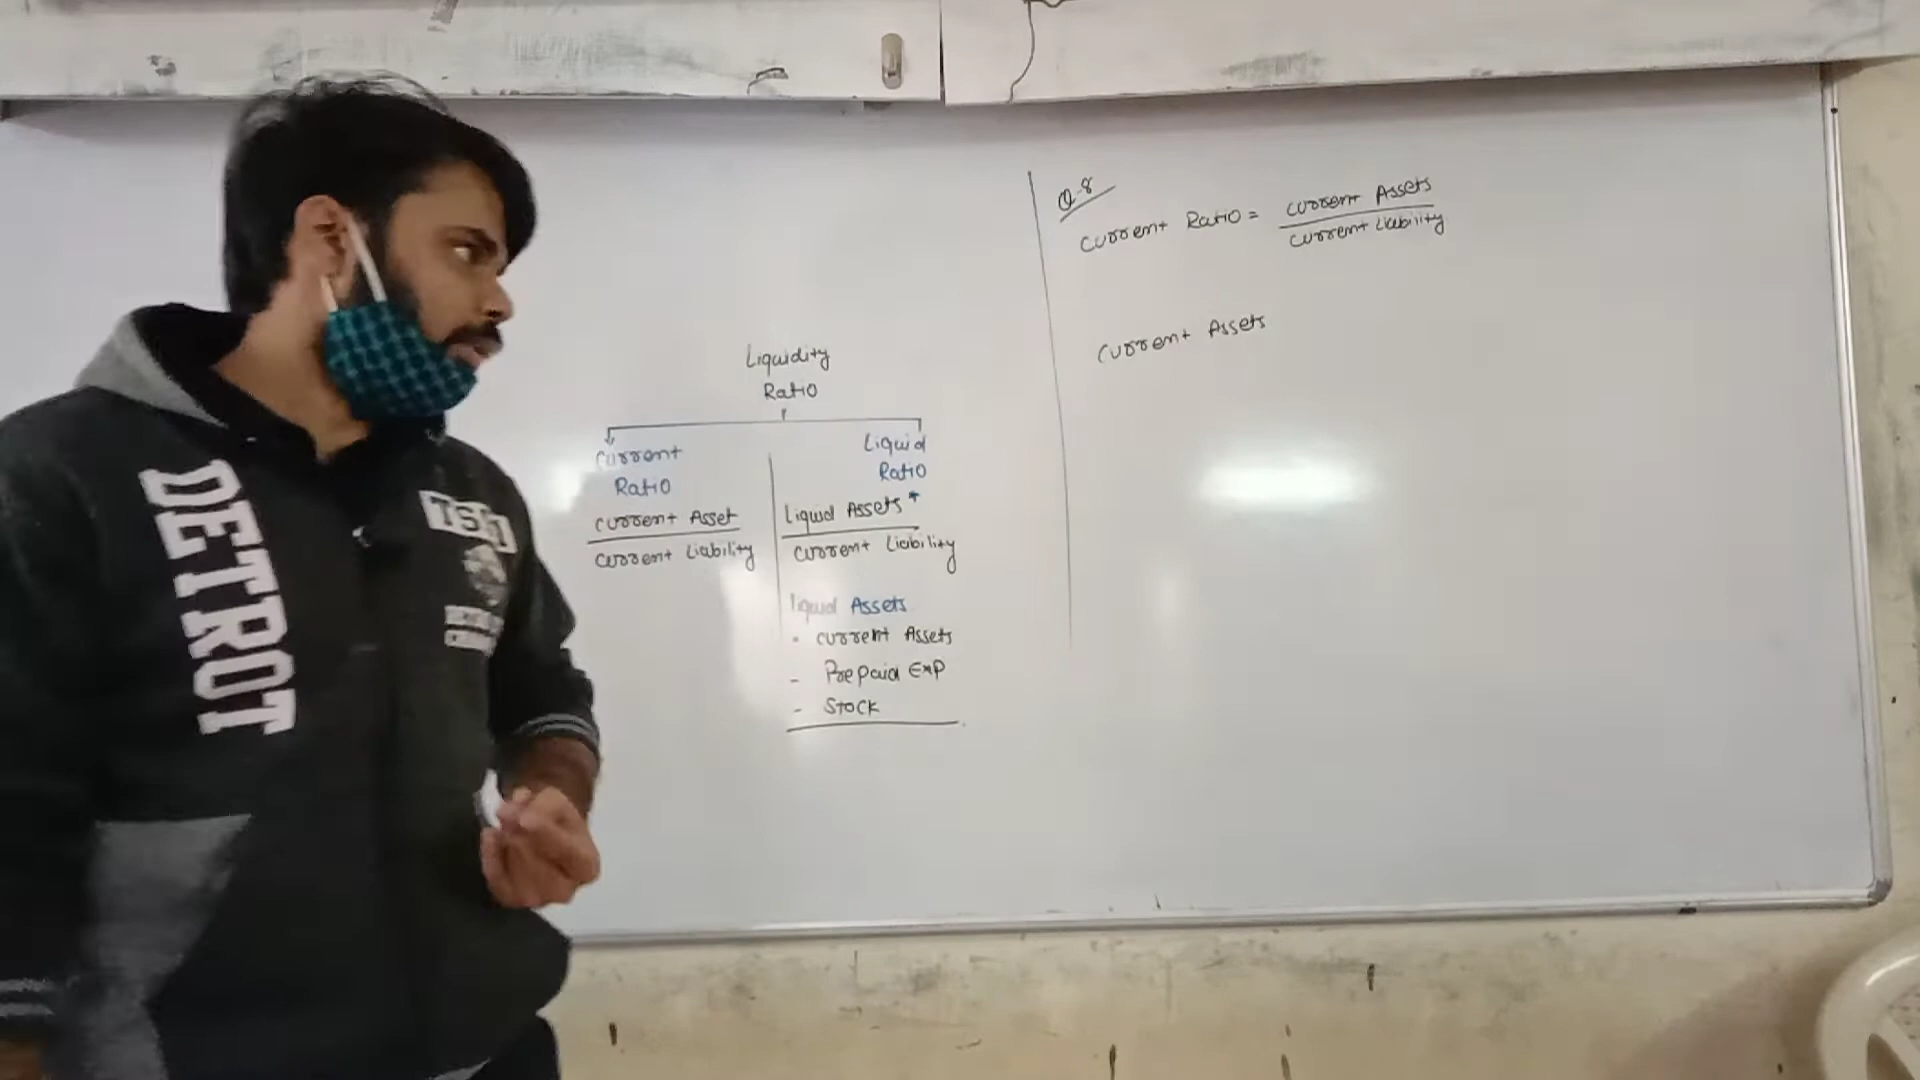 Liquidity
Ratio
Current
Ratio
Current Asset
Current Liability
Liquid
Ratio
Liquid Assets *
Current Liability
liquid Assets
- Current Assets
- Prepaid Exp
- Stock
Q-8
Current Ratio = Current Assets
Current Liability
Current Assets
DETROT